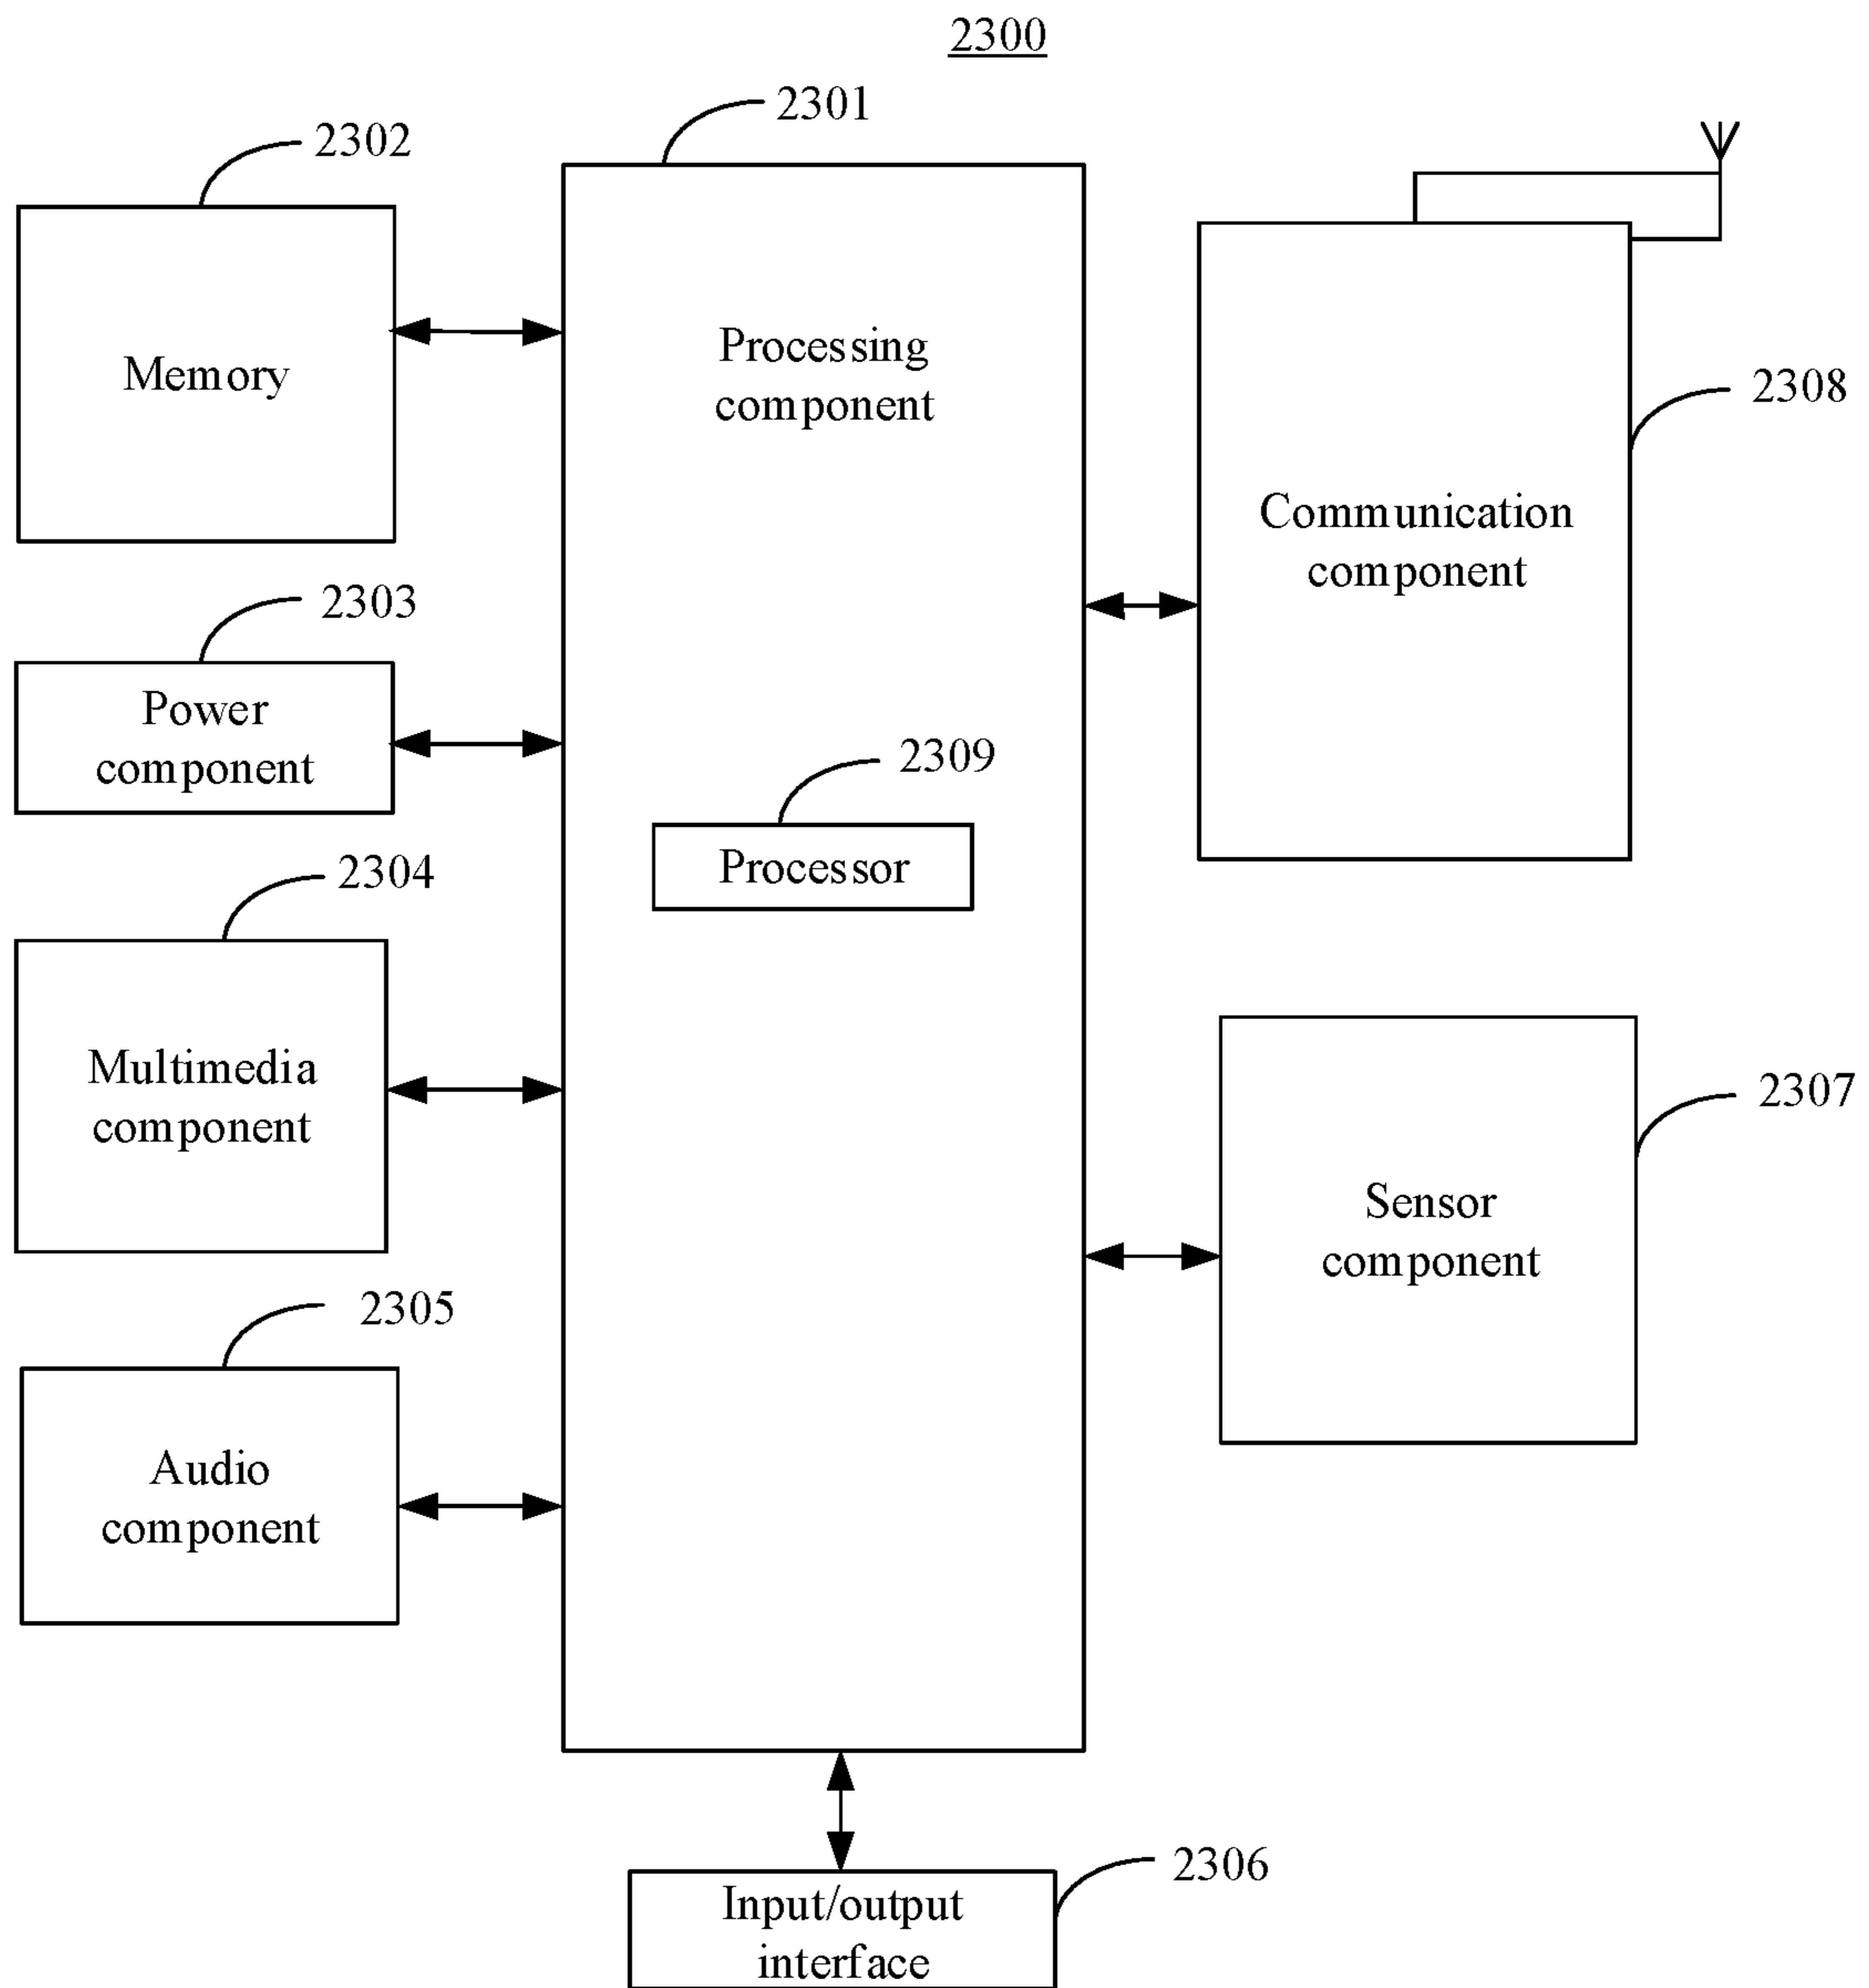 2300
2301
2302
Memory
Processing
component
2308
Communication
component
2303
Power
component
2309
Processor
2304
Multimedia
component
2307
Sensor
component
2305
Audio
component
2306
Input/output
interface